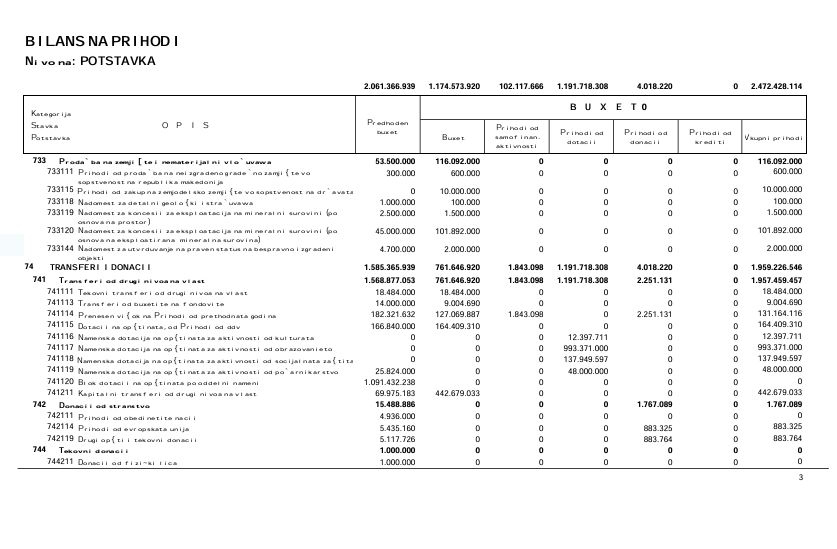 BILANS NA PRIHODI
Nivo na: POTSTAVKA
2.061.366.939 1.174.573.920 102.117.666 1.191.718.308 4.018.220 0 2.472.428.114
Kategorija
Stavka
Potstavka
O P I S
Predhoden
buxet
B U X E T 0
Buxet
Prihodi od
samofinan.
aktivnosti
Prihodi od
dotacii
Prihodi od
donacii
Prihodi od
krediti
Vkupni prihodi
733 Proda`ba na zemji{te i nematerijalni vlo`uvawa 53.500.000 116.092.000 0 0 0 0 116.092.000
733111 Prihodi od proda`ba na neizgradeno grade`no zemji{te vo 300.000 600.000 0 0 0 0 600.000
sopstvenost na republika makedonija
733115 Prihodi od zakup na zemjodelsko zemji{te vo sopstvenost na dr`avata 0 10.000.000 0 0 0 0 10.000.000
733118 Nadomest za detalni geolo{ki istra`uvawa 1.000.000 100.000 0 0 0 0 100.000
733119 Nadomest za koncesii za eksploatacija na mineralni surovini (po 2.500.000 1.500.000 0 0 0 0 1.500.000
osnova na prostor)
733120 Nadomest za koncesii za eksploatacija na mineralni surovini (po 45.000.000 101.892.000 0 0 0 0 101.892.000
osnova na eksploatirana mineralna surovina)
733144 Nadomest za utvrduvanje na praven status na bespravno izgradeni 4.700.000 2.000.000 0 0 0 0 2.000.000
objekti
74 TRANSFERI I DONACII 1.585.365.939 761.646.920 1.843.098 1.191.718.308 4.018.220 0 1.959.226.546
741 Transferi od drugi nivoa na vlast 1.568.877.053 761.646.920 1.843.098 1.191.718.308 2.251.131 0 1.957.459.457
741111 Tekovni transferi od drugi nivoa na vlast 18.484.000 18.484.000 0 0 0 0 18.484.000
741113 Transferi od buxetite na fondovite 14.000.000 9.004.690 0 0 0 0 9.004.690
741114 Prenesen vi{ok na Prihodi od prethodnata godina 182.321.632 127.069.887 1.843.098 0 2.251.131 0 131.164.116
741115 Dotacii na op{tinata, od Prihodi od ddv 166.840.000 164.409.310 0 0 0 0 164.409.310
741116 Namenska dotacija na op{tinata za aktivnosti od kulturata 0 0 0 12.397.711 0 0 12.397.711
741117 Namenska dotacija na op{tinata za aktivnosti od obrazovanieto 0 0 0 993.371.000 0 0 993.371.000
741118 Namenska dotacija na op{tinata za aktivnosti od socijalnata za{tita 0 0 0 137.949.597 0 0 137.949.597
741119 Namenska dotacija na op{tinata za aktivnosti od po`arnikarstvo 25.824.000 0 0 48.000.000 0 0 48.000.000
741120 Blok dotacii na op{tinata po oddelni nameni 1.091.432.238 0 0 0 0 0 0
741211 Kapitalni transferi od drugi nivoa na vlast 69.975.183 442.679.033 0 0 0 0 442.679.033
742 Donacii od stranstvo 15.488.886 0 0 0 1.767.089 0 1.767.089
742111 Prihodi od obedinetite nacii 4.936.000 0 0 0 0 0 0
742114 Prihodi od evropskata unija 5.435.160 0 0 0 883.325 0 883.325
742119 Drugi op{ti i tekovni donacii 5.117.726 0 0 0 883.764 0 883.764
744 Tekovni donacii 1.000.000 0 0 0 0 0 0
744211 Donacii od fizi~ki lica 1.000.000 0 0 0 0 0 0
3